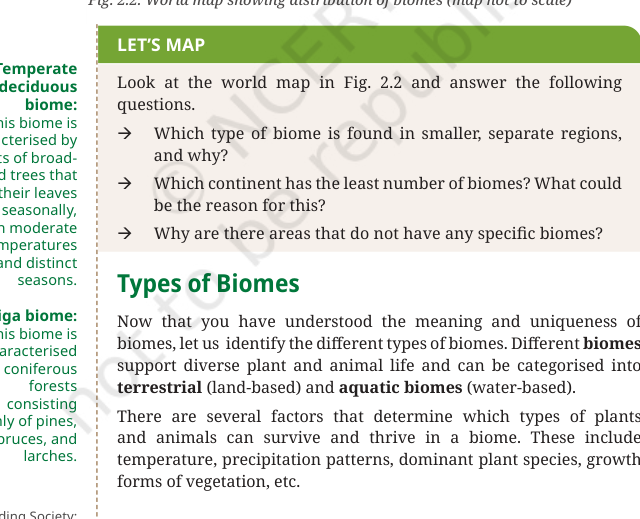 Fig. 2.2. World map showing distribution of biomes (map not to scale)
LET'S MAP
Look at the world map in Fig. 2.2 and answer the following
questions.
→ Which type of biome is found in smaller, separate regions,
and why?
→ Which continent has the least number of biomes? What could
be the reason for this?
→ Why are there areas that do not have any specific biomes?
Types of Biomes
Now that you have understood the meaning and uniqueness of
biomes, let us identify the different types of biomes. Different biomes
support diverse plant and animal life and can be categorised into
terrestrial (land-based) and aquatic biomes (water-based).
There are several factors that determine which types of plants
and animals can survive and thrive in a biome. These include
temperature, precipitation patterns, dominant plant species, growth
forms of vegetation, etc.
Temperate
deciduous
biome:
his biome is
cterised by
ts of broad-
d trees that
their leaves
seasonally,
n moderate
mperatures
and distinct
seasons.
iga biome:
his biome is
aracterised
coniferous
forests
consisting
nly of pines,
pruces, and
larches.
ding Society:
© NCER
not to be republi